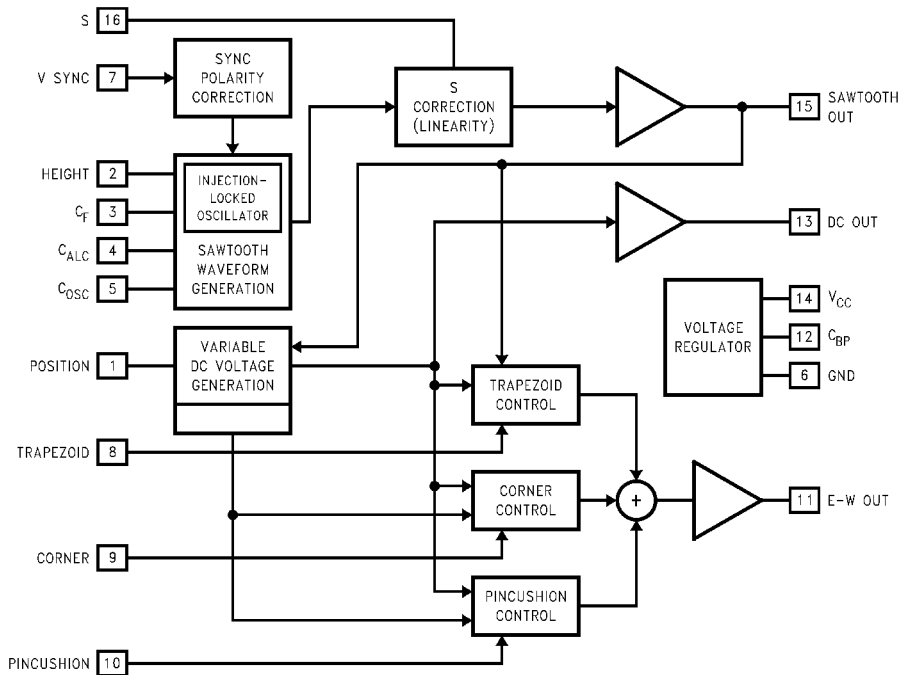 S 16
V SYNC 7
SYNC
POLARITY
CORRECTION
S
CORRECTION
(LINEARITY)
15 SAWTOOTH
OUT
HEIGHT 2
C_F 3
C_ALC 4
C_OSC 5
INJECTION-
LOCKED
OSCILLATOR
SAWTOOTH
WAVEFORM
GENERATION
13 DC OUT
VOLTAGE
REGULATOR
14 V_CC
12 C_BP
6 GND
POSITION 1
VARIABLE
DC VOLTAGE
GENERATION
TRAPEZOID
CONTROL
TRAPEZOID 8
CORNER
CONTROL
+
11 E-W OUT
CORNER 9
PINCUSHION
CONTROL
PINCUSHION 10